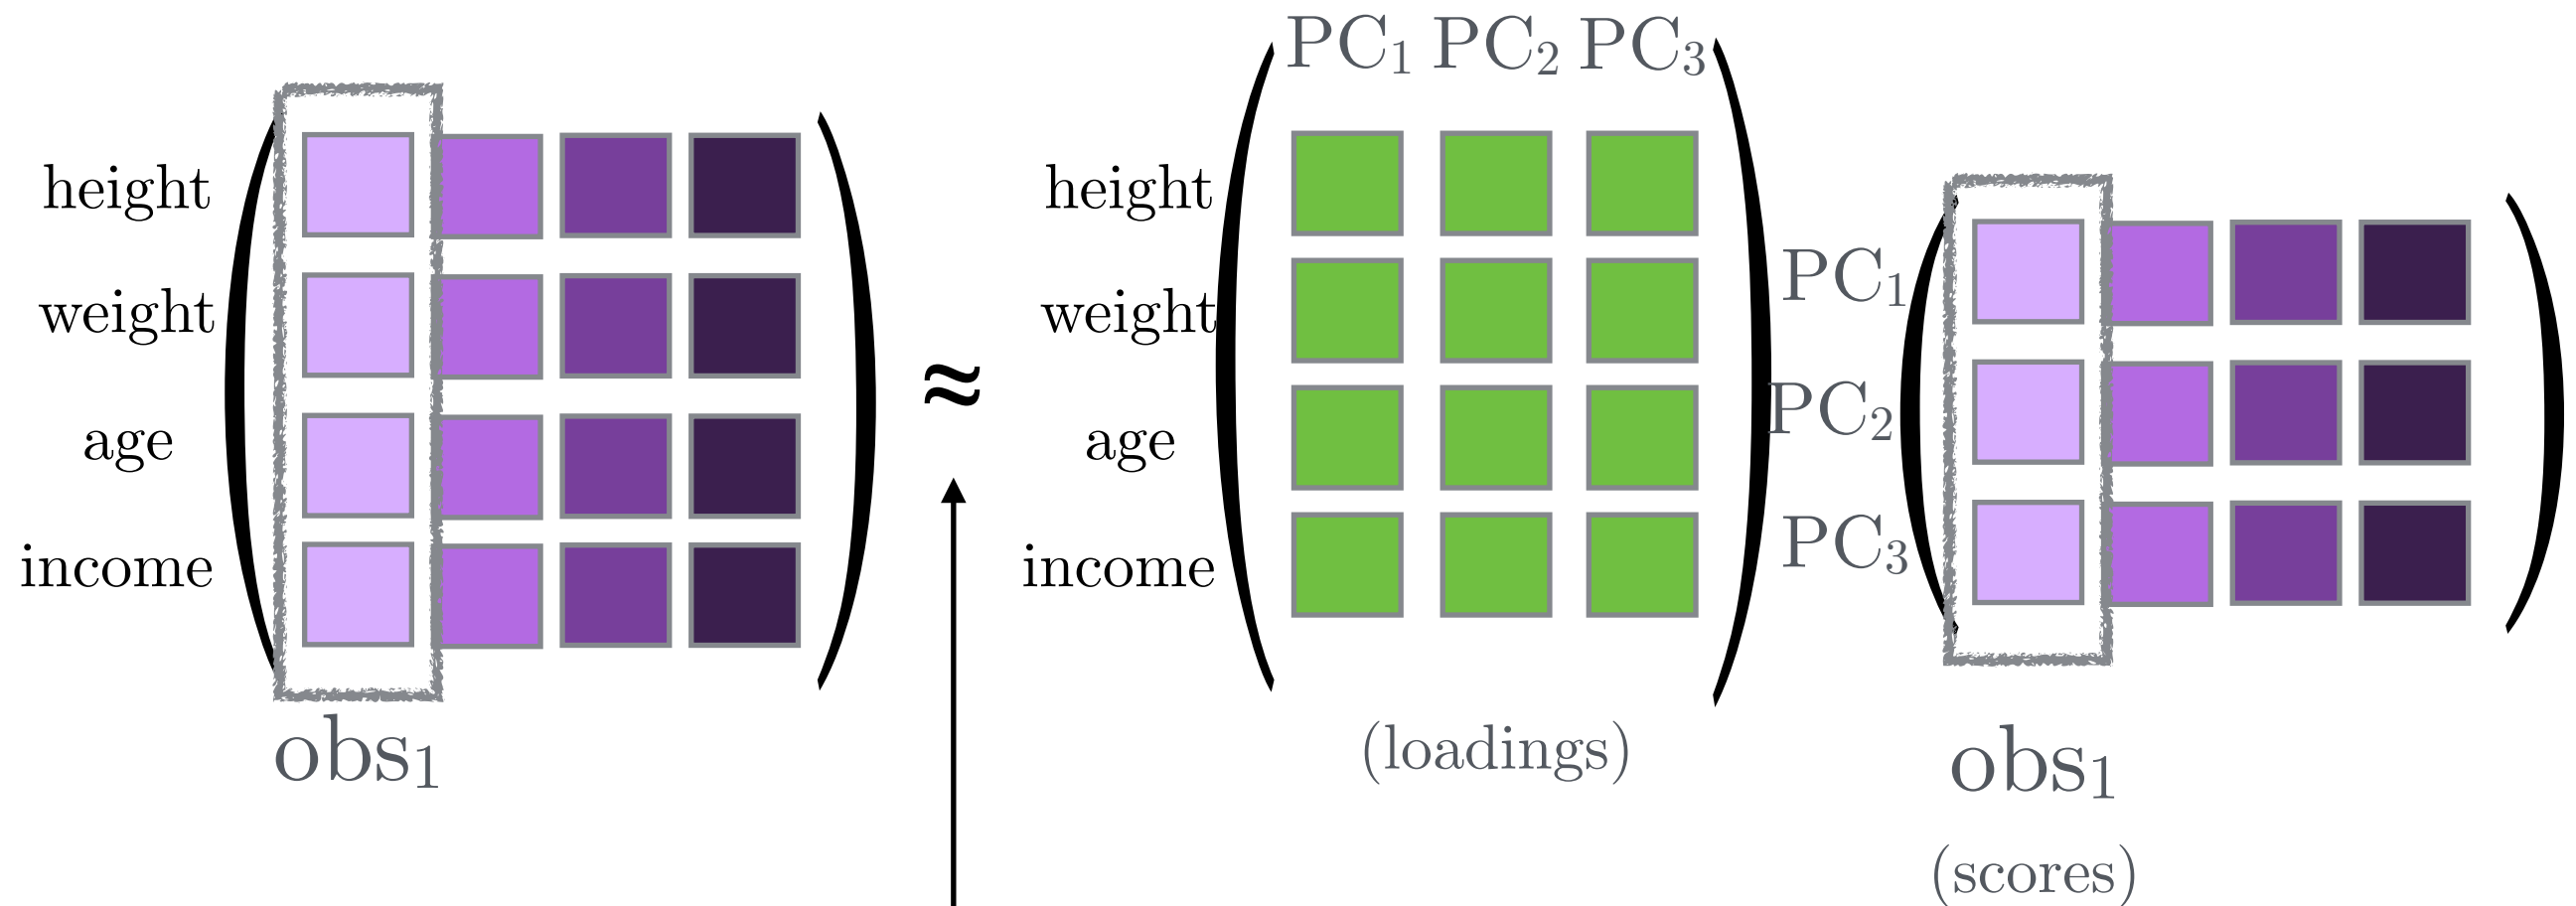 PC₁ PC₂ PC₃
height
weight
age
income
obs₁
≈
height
weight
age
income
(loadings)
PC₁
PC₂
PC₃
obs₁
(scores)